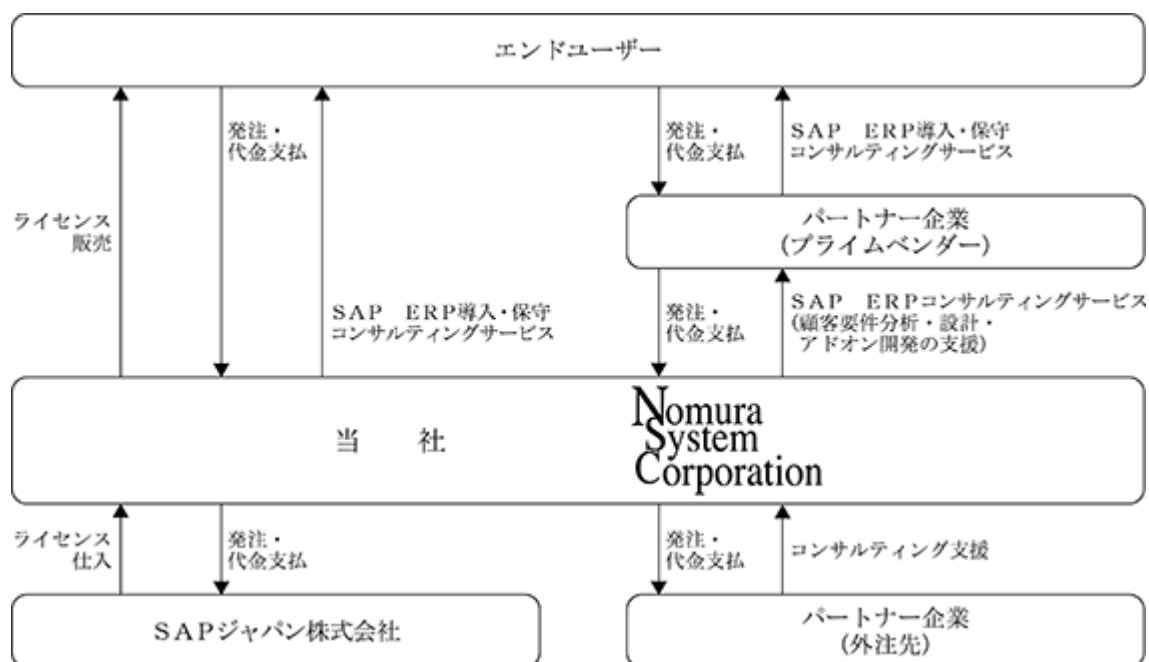 エンドユーザー
発注・
代金支払
発注・
代金支払
SAP ERP導入・保守
コンサルティングサービス
ライセンス
販売
パートナー企業
(プライムベンダー)
SAP ERP導入・保守
コンサルティングサービス
発注・
代金支払
SAP ERPコンサルティングサービス
(顧客要件分析・設計・
アドオン開発の支援)
当 社
Nomura
System
Corporation
ライセンス
仕入
発注・
代金支払
発注・
代金支払
コンサルティング支援
SAPジャパン株式会社
パートナー企業
(外注先)